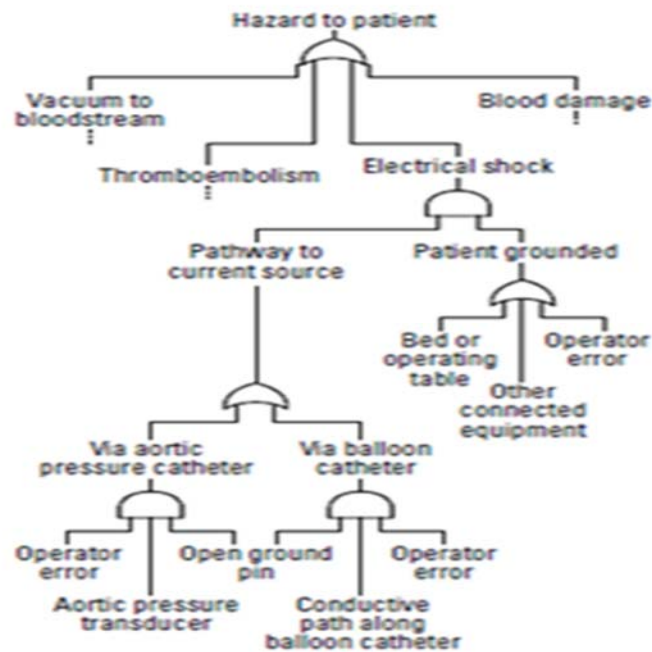 Hazard to patient
Vacuum to
bloodstream
Blood damage
Thromboembolism
Electrical shock
Pathway to
current source
Patient grounded
Bed or
operating
table
Other
connected
equipment
Operator
error
Via aortic
pressure catheter
Via balloon
catheter
Operator
error
Aortic pressure
transducer
Open ground
pin
Conductive
path along
balloon catheter
Operator
error